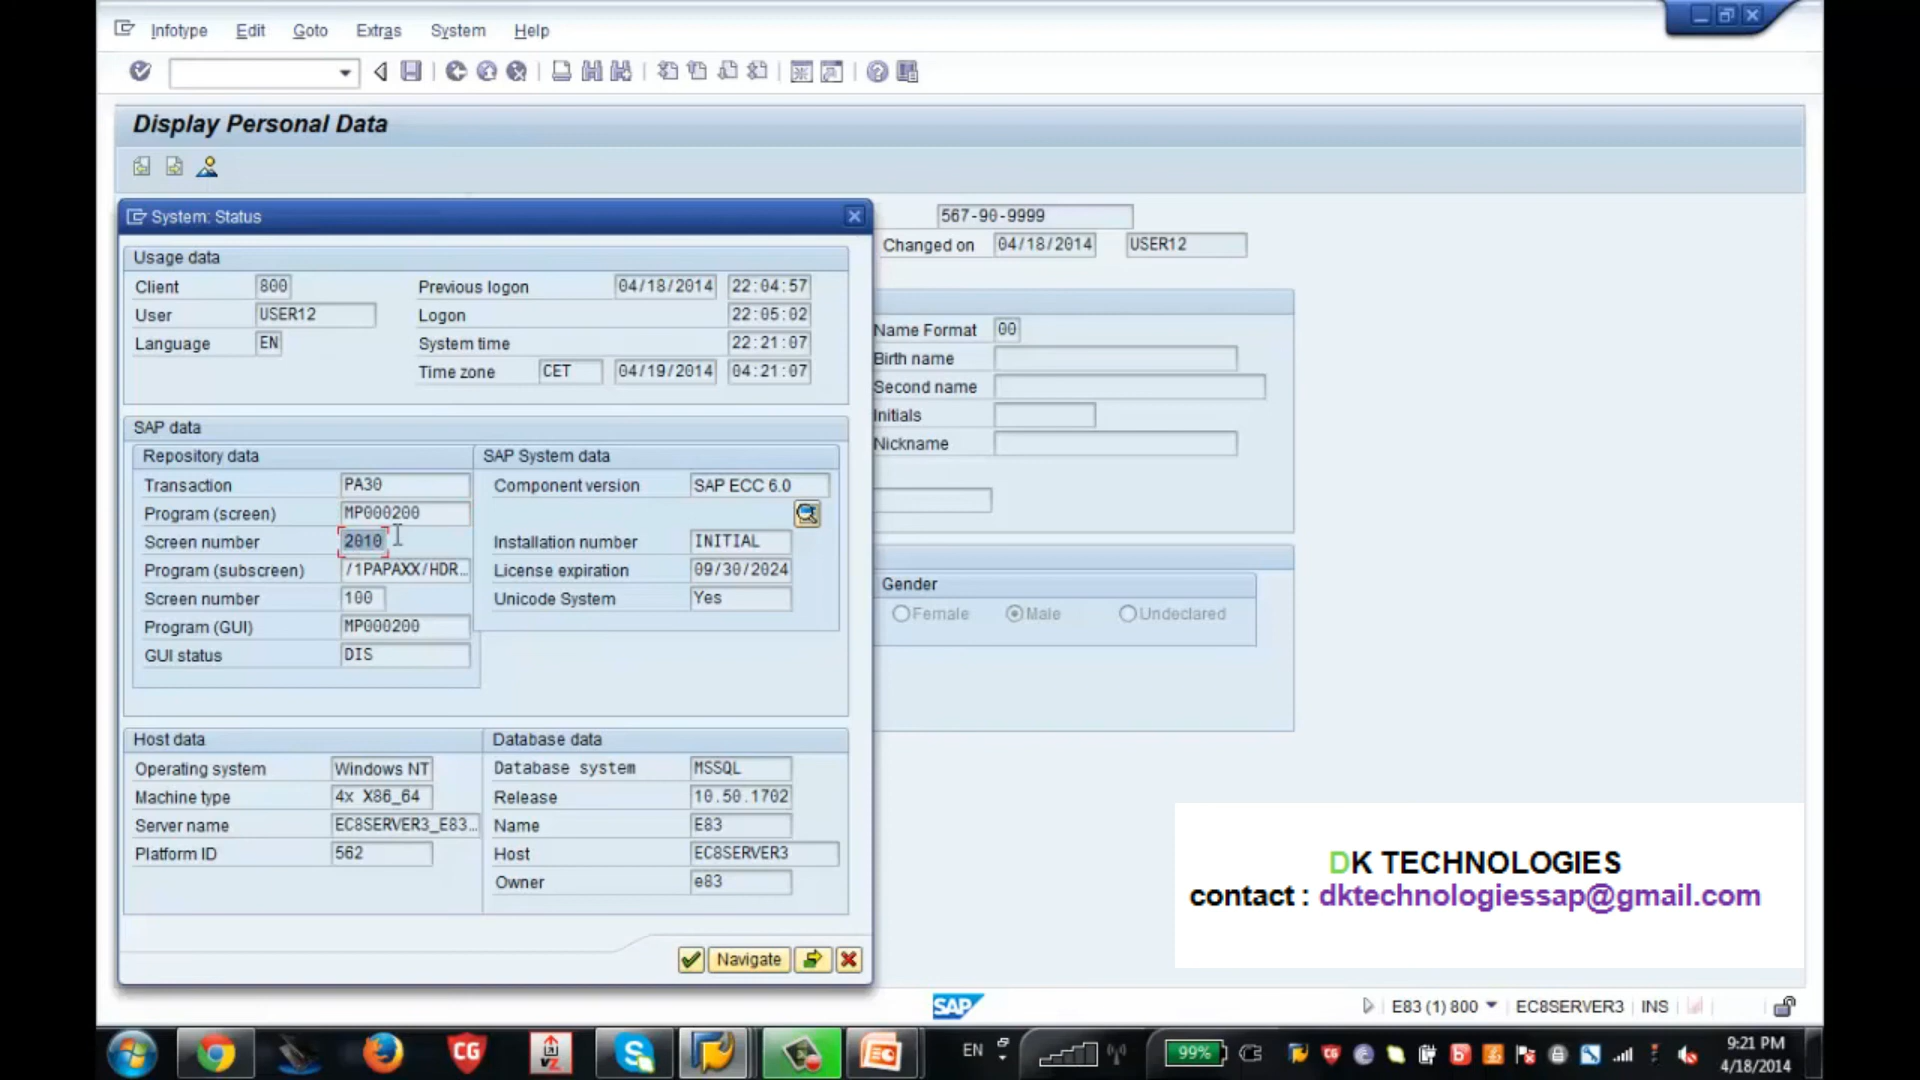 Infotype Edit Goto Extras System Help
Display Personal Data
System: Status
567-90-9999
Changed on 04/18/2014 USER12
Usage data
Client 800 Previous logon 04/18/2014 22:04:57
User USER12 Logon 22:05:02
Language EN System time 22:21:07
Time zone CET 04/19/2014 04:21:07
Name Format 00
Birth name
Second name
Initials
Nickname
SAP data
Repository data SAP System data
Transaction PA30 Component version SAP ECC 6.0
Program (screen) MP000200
Screen number 2010 Installation number INITIAL
Program (subscreen) /1PAPAXX/HDR... License expiration 09/30/2024
Screen number 100 Unicode System Yes
Program (GUI) MP000200
GUI status DIS
Gender
Female Male Undeclared
Host data Database data
Operating system Windows NT Database system MSSQL
Machine type 4x X86_64 Release 10.50.1702
Server name EC8SERVER3_E83... Name E83
Platform ID 562 Host EC8SERVER3
Owner e83
Navigate
DK TECHNOLOGIES
contact : dktechnologiessap@gmail.com
SAP E83 (1) 800 EC8SERVER3 INS
CG EN 99% CG 9:21 PM
4/18/2014